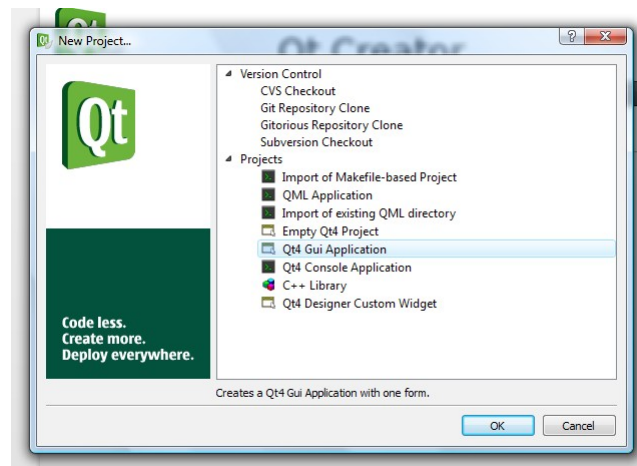 Qt
Qt Creator
New Project...
Qt
Version Control
CVS Checkout
Git Repository Clone
Gitorious Repository Clone
Subversion Checkout
Projects
Import of Makefile-based Project
QML Application
Import of existing QML directory
Empty Qt4 Project
Qt4 Gui Application
Qt4 Console Application
C++ Library
Qt4 Designer Custom Widget
Code less.
Create more.
Deploy everywhere.
Creates a Qt4 Gui Application with one form.
OK
Cancel